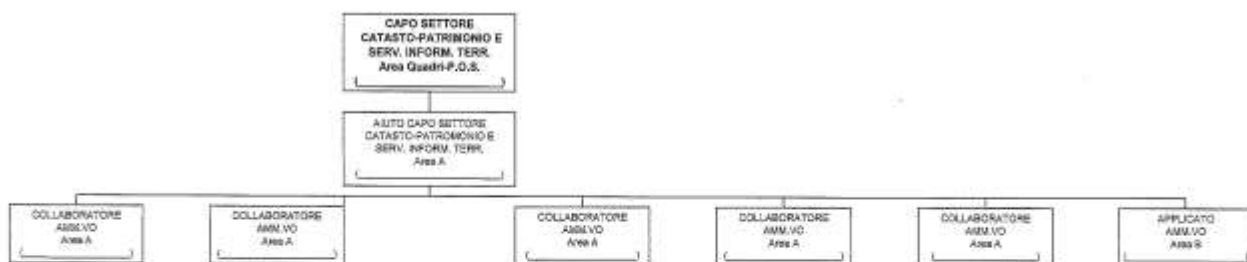 CAPO SETTORE
CATASTO-PATRIMONIO E
SERV. INFORM. TERR.
Area Quadri-P.O.S.
AIUTO CAPO SETTORE
CATASTO-PATROMONIO E
SERV. INFORM. TERR.
Area A
COLLABORATORE
AMM.VO
Area A
COLLABORATORE
AMM.VO
Area A
COLLABORATORE
AMM.VO
Area A
COLLABORATORE
AMM.VO
Area A
COLLABORATORE
AMM.VO
Area A
APPLICATO
AMM.VO
Area B